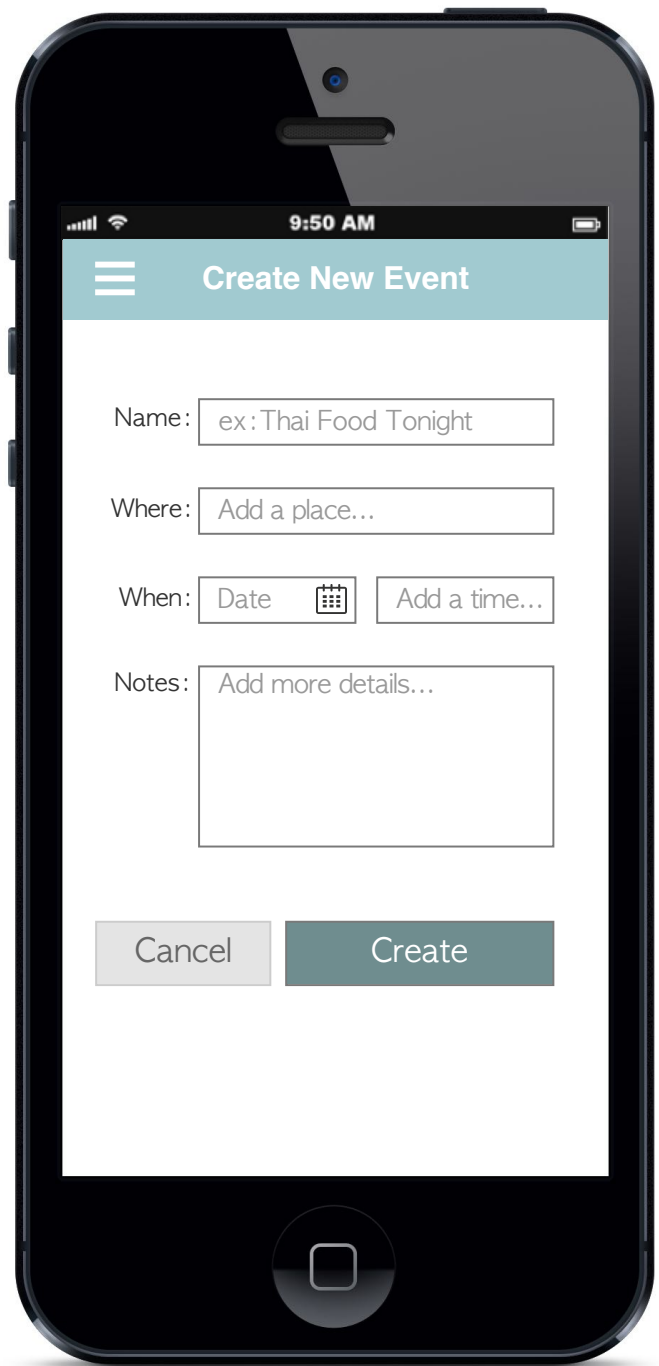 9:50 AM
Create New Event
Name: ex: Thai Food Tonight
Where: Add a place...
When: Date Add a time...
Notes: Add more details...
Cancel Create